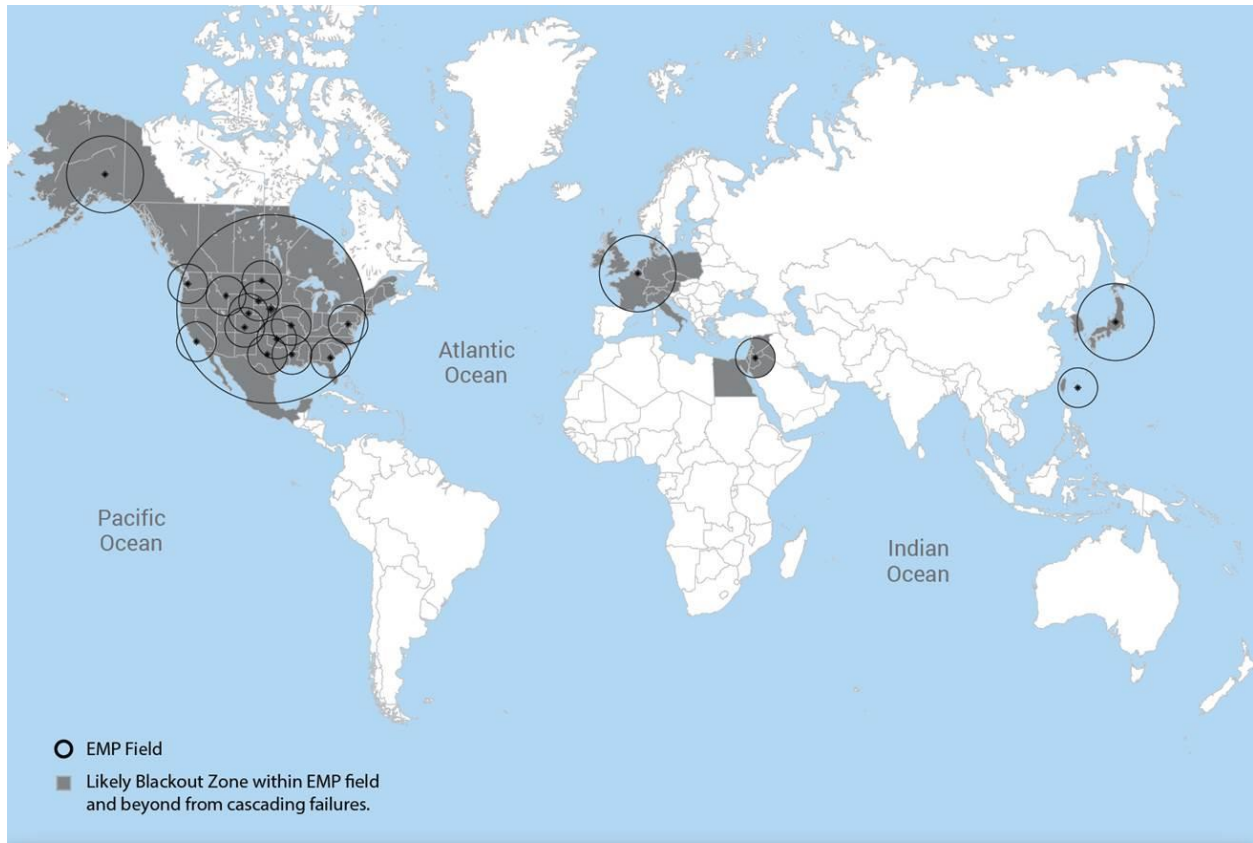 Atlantic
Ocean
Pacific
Ocean
Indian
Ocean
EMP Field
Likely Blackout Zone within EMP field
and beyond from cascading failures.